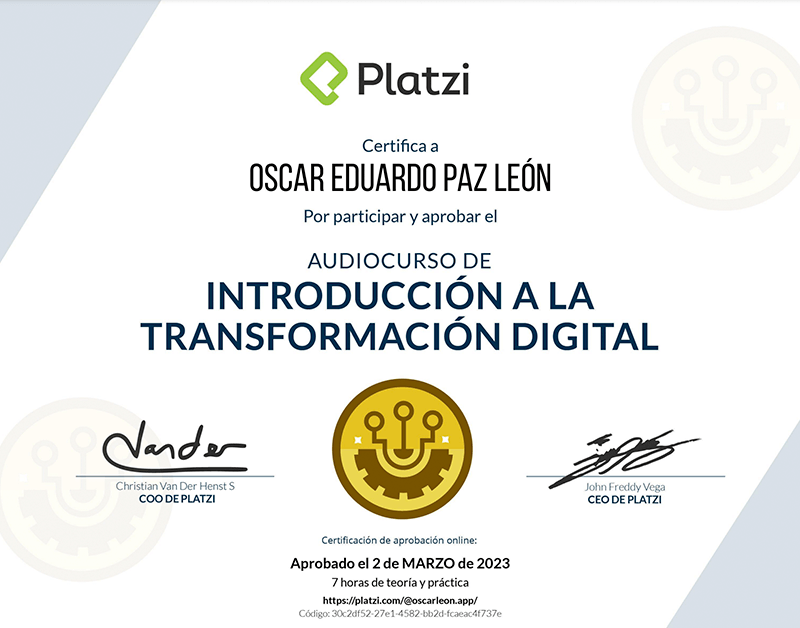 Platzi
Certifica a
OSCAR EDUARDO PAZ LEÓN
Por participar y aprobar el
AUDIOCURSO DE
INTRODUCCIÓN A LA
TRANSFORMACIÓN DIGITAL
Vander
Christian Van Der Henst S
COO DE PLATZI
John Freddy Vega
CEO DE PLATZI
Certificación de aprobación online:
Aprobado el 2 de MARZO de 2023
7 horas de teoría y práctica
https://platzi.com/@oscarleon.app/
Código: 30c2df52-27e1-4582-bb2d-fcaeac4f737e